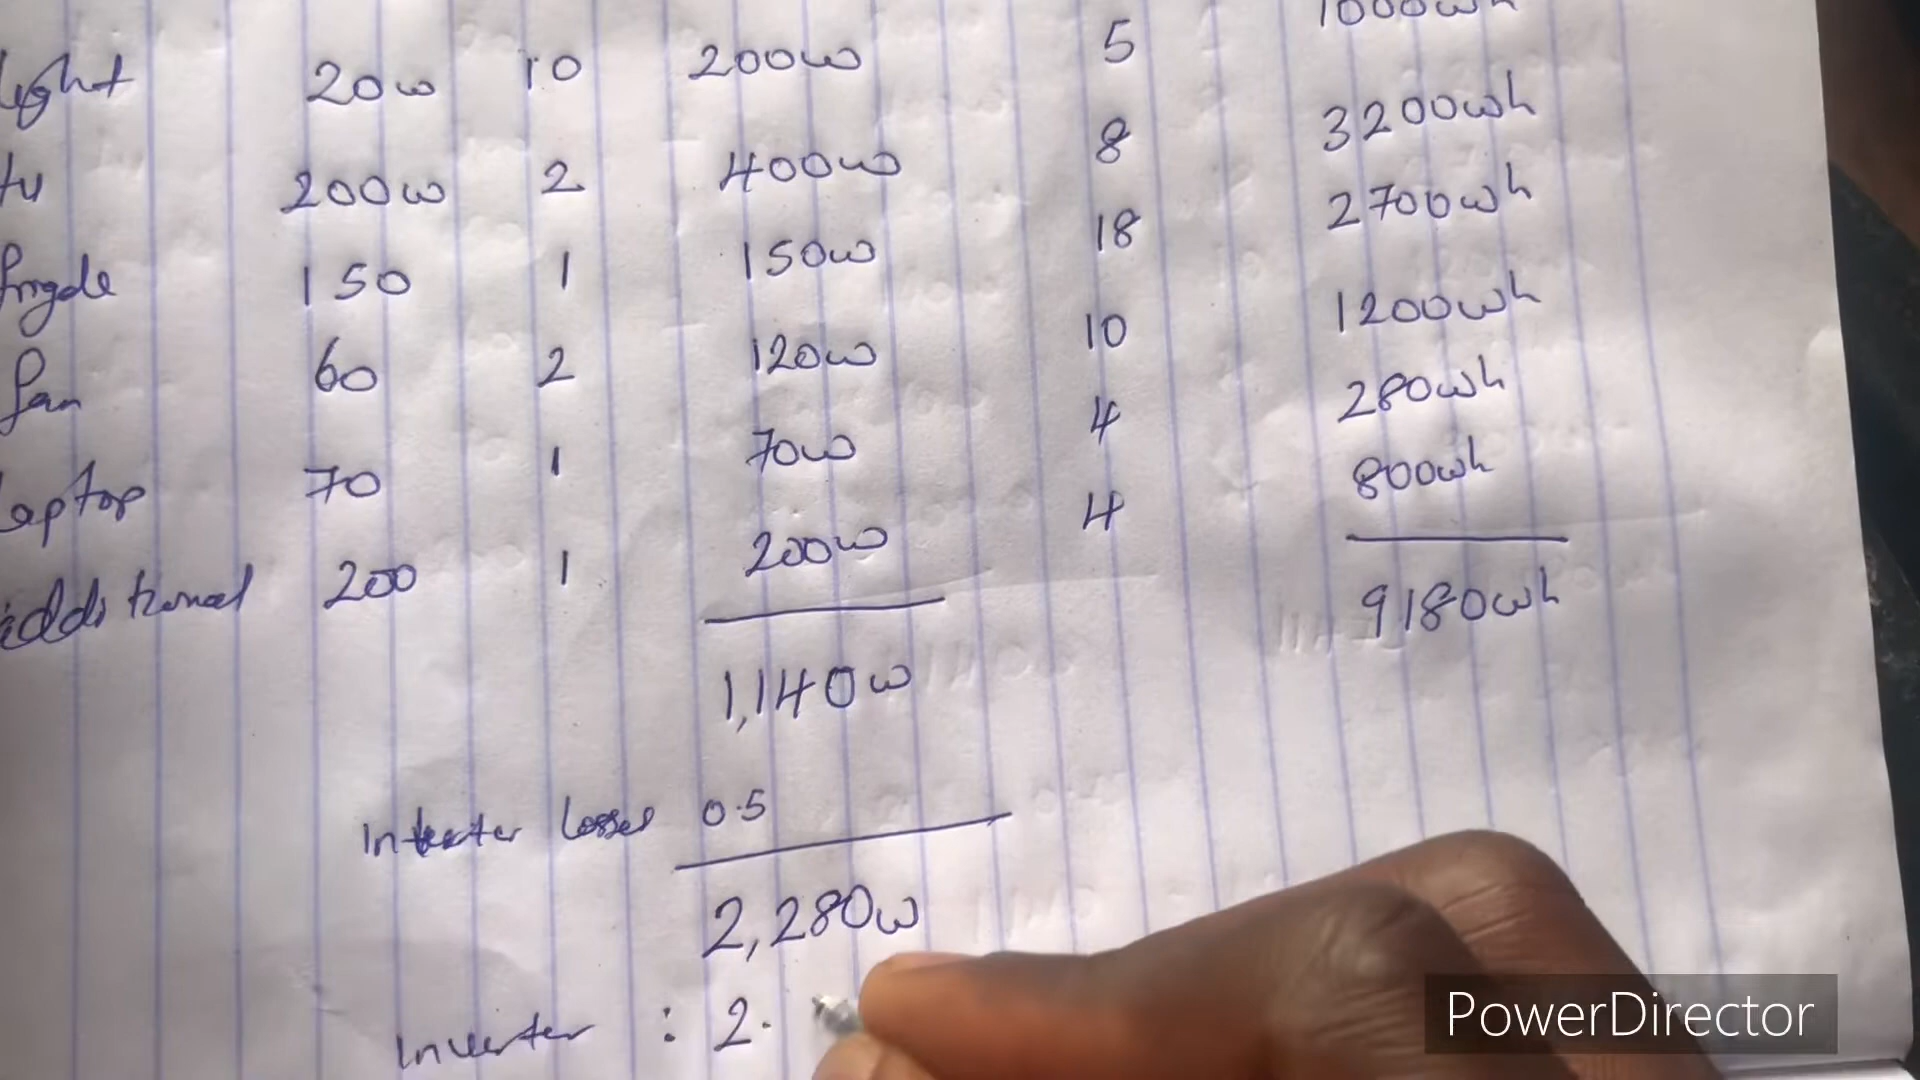 light 20w 10 200w 5 1000wh
tv 200w 2 400w 8 3200wh
frigde 150 1 150w 18 2700wh
fan 60 2 120w 10 1200wh
laptop 70 1 70w 4 280wh
additional 200 1 200w 4 800wh
1,140w 9180wh
Inverter losses 0.5
2,280w
Inverter : 2.
PowerDirector